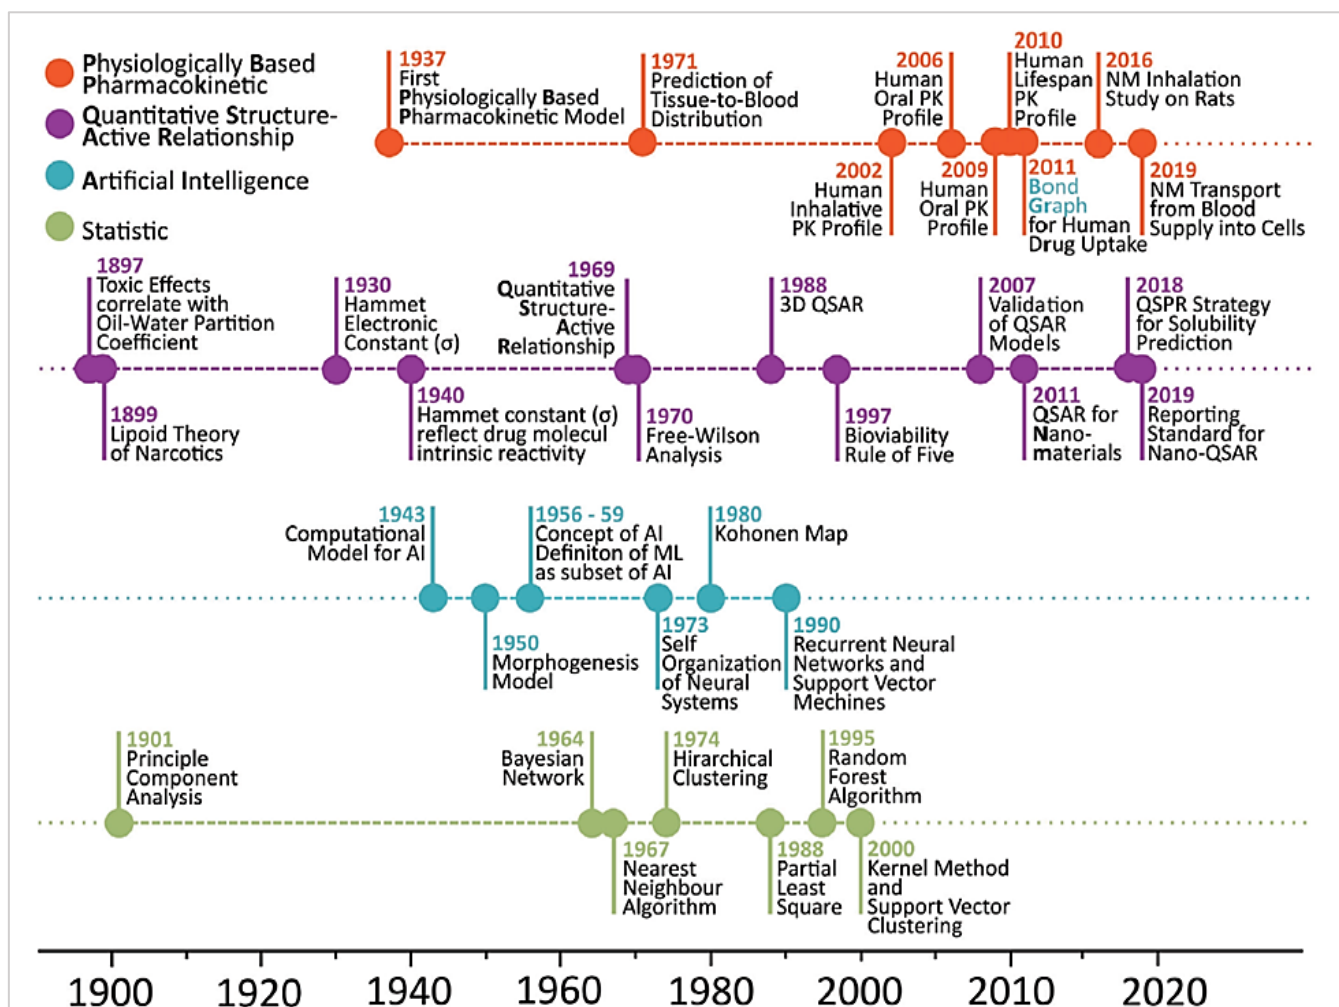 Physiologically Based
Pharmacokinetic
Quantitative Structure-
Active Relationship
Artificial Intelligence
Statistic
1937
First
Physiologically Based
Pharmacokinetic Model
1971
Prediction of
Tissue-to-Blood
Distribution
2006
Human
Oral PK
Profile
2010
Human
Lifespan
PK
Profile
2016
NM Inhalation
Study on Rats
2002
Human
Inhalative
PK Profile
2009
Human
Oral PK
Profile
2011
Bond
Graph
for Human
Drug Uptake
2019
NM Transport
from Blood
Supply into Cells
1897
Toxic Effects
correlate with
Oil-Water Partition
Coefficient
1930
Hammet
Electronic
Constant (σ)
1969
Quantitative
Structure-
Active
Relationship
1988
3D QSAR
2007
Validation
of QSAR
Models
2018
QSPR Strategy
for Solubility
Prediction
1899
Lipoid Theory
of Narcotics
1940
Hammet constant (σ)
reflect drug molecul
intrinsic reactivity
1970
Free-Wilson
Analysis
1997
Bioviability
Rule of Five
2011
QSAR for
Nano-
materials
2019
Reporting
Standard for
Nano-QSAR
1943
Computational
Model for AI
1956 - 59
Concept of AI
Definiton of ML
as subset of AI
1980
Kohonen Map
1950
Morphogenesis
Model
1973
Self
Organization
of Neural
Systems
1990
Recurrent Neural
Networks and
Support Vector
Mechines
1901
Principle
Component
Analysis
1964
Bayesian
Network
1974
Hirarchical
Clustering
1995
Random
Forest
Algorithm
1967
Nearest
Neighbour
Algorithm
1988
Partial
Least
Square
2000
Kernel Method
and
Support Vector
Clustering
1900 1920 1940 1960 1980 2000 2010 2020